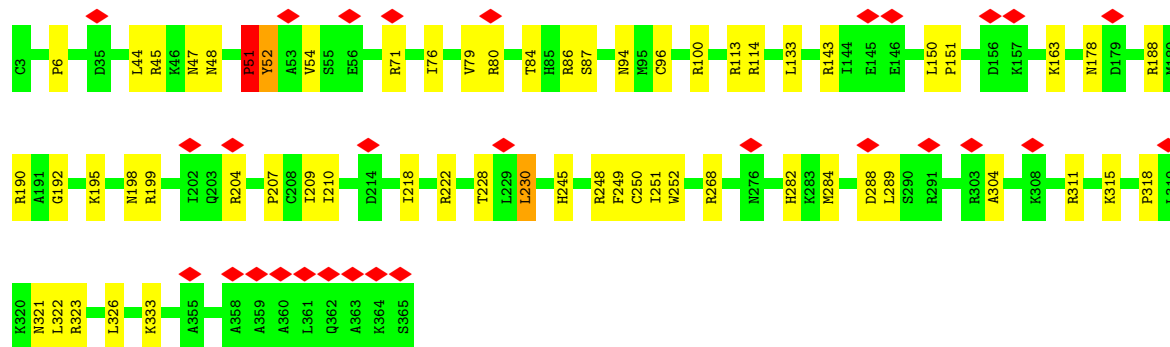 C3 P6 D35 L44 R45 K46 N47 N48 P51 Y52 A53 V54 S55 E56 R71 I76 V79 R80 T84 H85 R86 S87 N94 M95 C96 R100 R113 R114 L133 R143 I144 E145 E146 L150 P151 D156 K157 K163 N178 D179 R188
R190 A191 G192 K195 N198 R199 I202 Q203 R204 P207 C208 I209 I210 D214 I218 R222 T228 L229 L230 H245 R248 F249 C250 I251 W252 R268 N276 H282 K283 M284 D288 L289 S290 R291 R303 A304 K308 R311 K315 P318
K320 N321 L322 R323 L326 K333 A355 A358 A359 A360 L361 Q362 A363 K364 S365